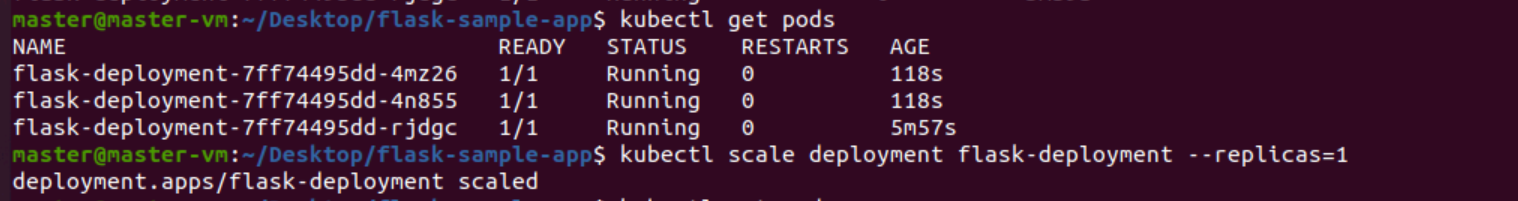 master@master-vm:~/Desktop/flask-sample-app$ kubectl get pods
NAME                                READY   STATUS    RESTARTS   AGE
flask-deployment-7ff74495dd-4mz26   1/1     Running   0          118s
flask-deployment-7ff74495dd-4n855   1/1     Running   0          118s
flask-deployment-7ff74495dd-rjdgc   1/1     Running   0          5m57s
master@master-vm:~/Desktop/flask-sample-app$ kubectl scale deployment flask-deployment --replicas=1
deployment.apps/flask-deployment scaled